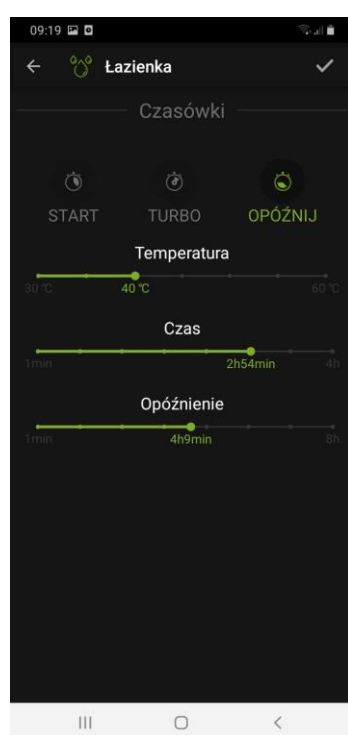 09:19
Łazienka
Czasówki
START TURBO OPÓŹNIJ
Temperatura
30 °C 40 °C 60 °C
Czas
1min 2h54min 4h
Opóźnienie
1min 4h9min 8h